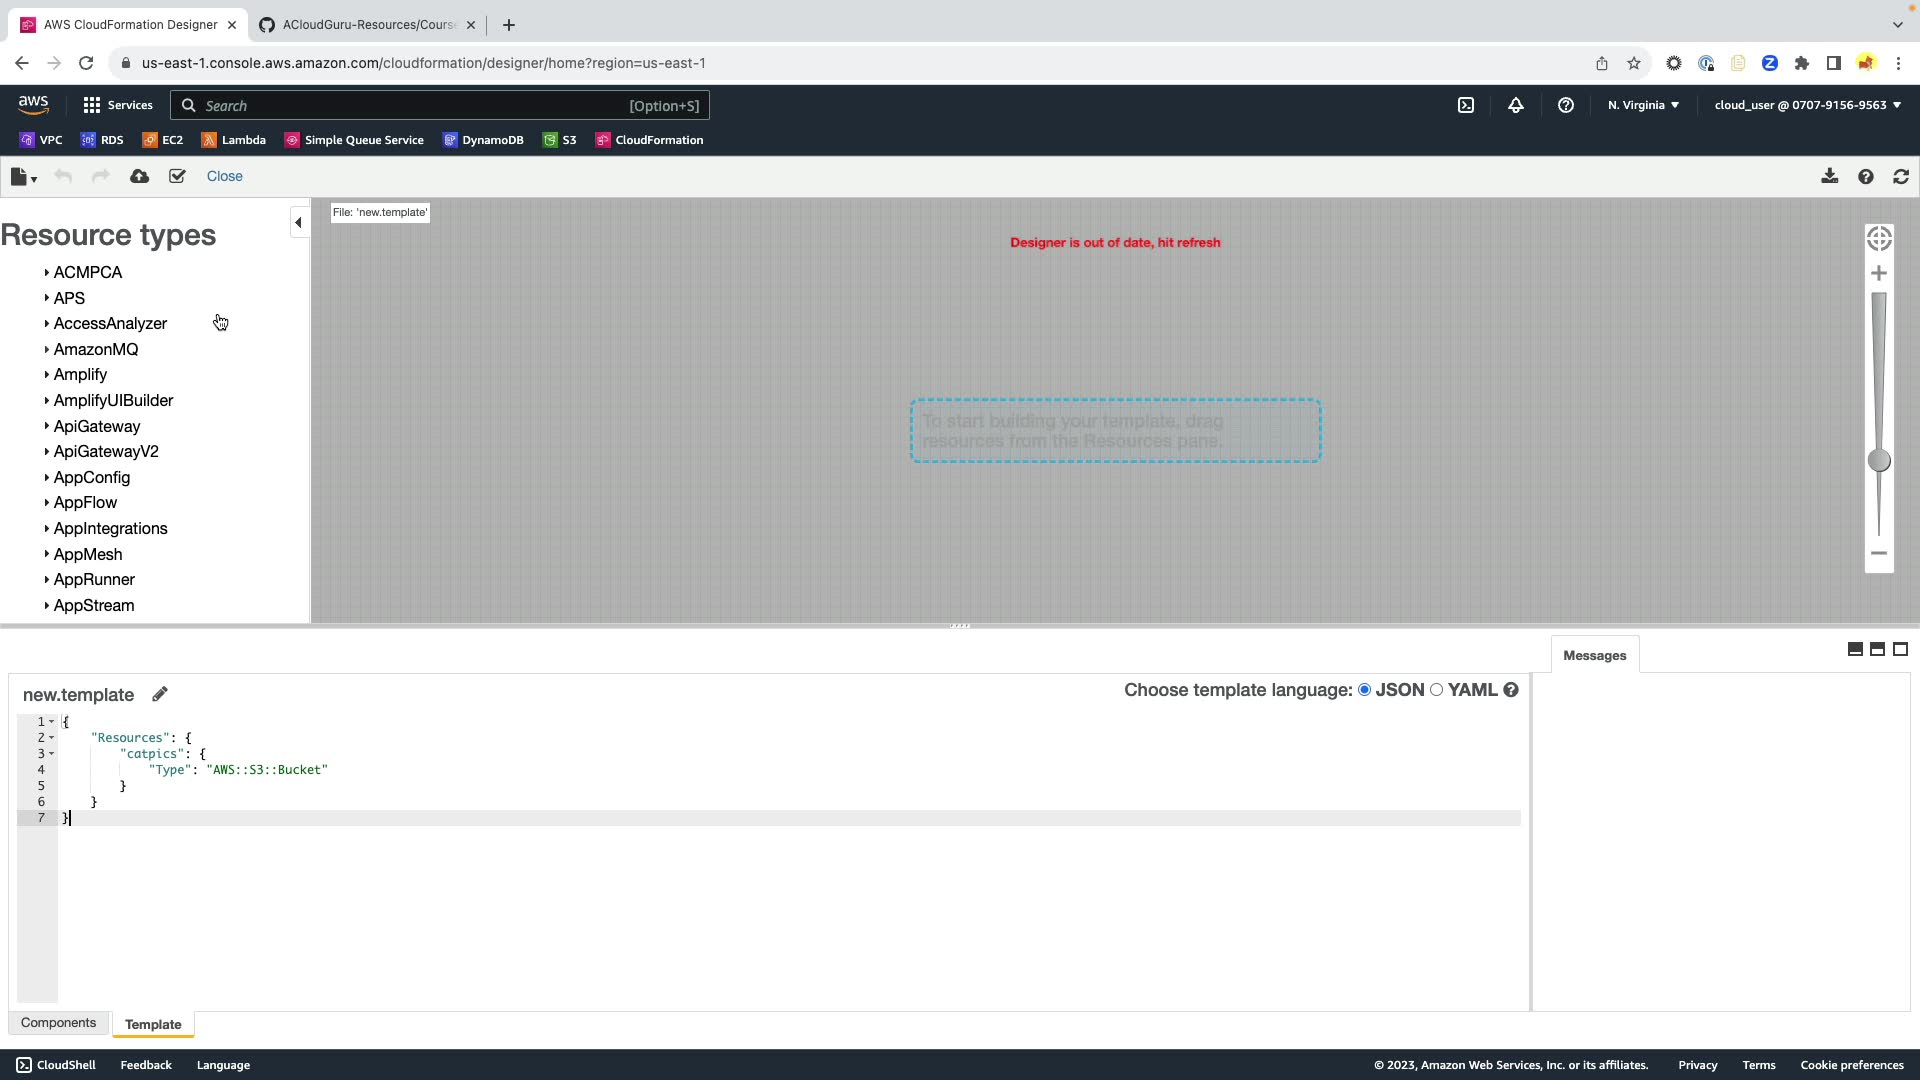 AWS CloudFormation Designer
ACloudGuru-Resources/Course
us-east-1.console.aws.amazon.com/cloudformation/designer/home?region=us-east-1
aws
Services
Search
[Option+S]
N. Virginia
cloud_user @ 0707-9156-9563
VPC
RDS
EC2
Lambda
Simple Queue Service
DynamoDB
S3
CloudFormation
Close
Resource types
ACMPCA
APS
AccessAnalyzer
AmazonMQ
Amplify
AmplifyUIBuilder
ApiGateway
ApiGatewayV2
AppConfig
AppFlow
AppIntegrations
AppMesh
AppRunner
AppStream
File: 'new.template'
Designer is out of date, hit refresh
To start building your template, drag
resources from the Resources pane.
Messages
new.template
Choose template language: JSON YAML
1 {
2 "Resources": {
3 "catpics": {
4 "Type": "AWS::S3::Bucket"
5 }
6 }
7 }
Components
Template
CloudShell
Feedback
Language
© 2023, Amazon Web Services, Inc. or its affiliates.
Privacy
Terms
Cookie preferences